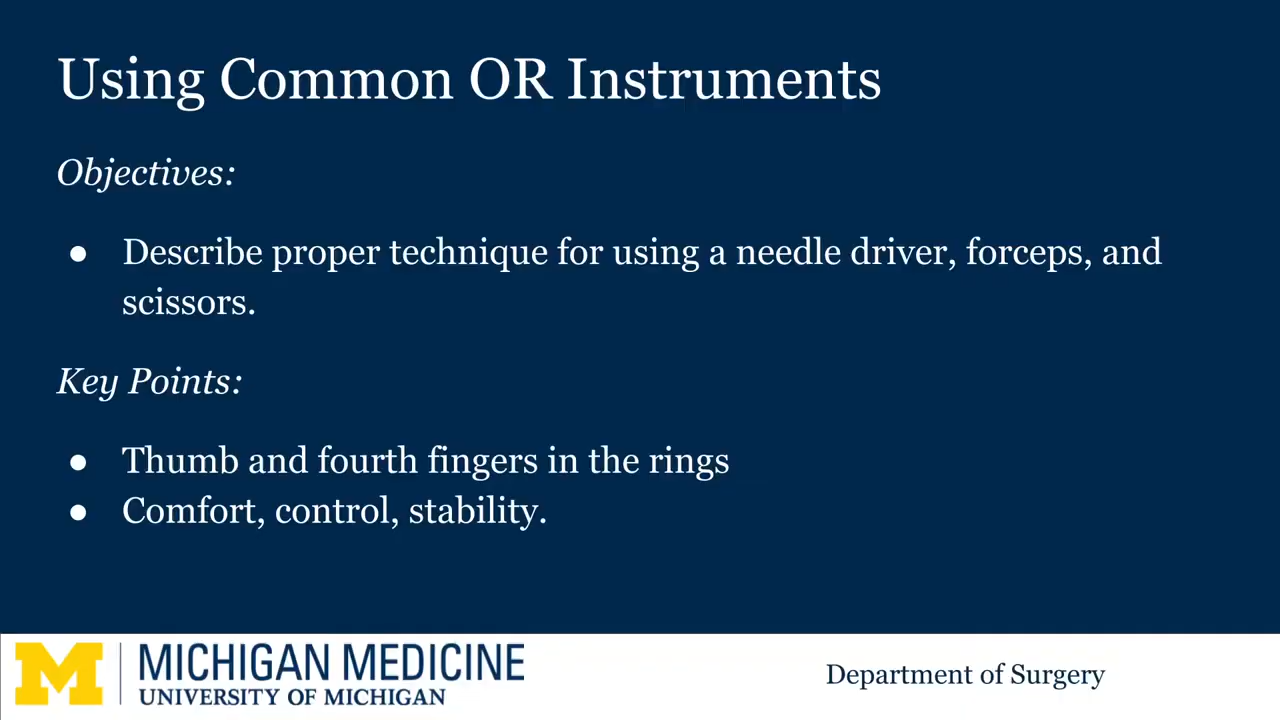 Using Common OR Instruments
Objectives:
● Describe proper technique for using a needle driver, forceps, and
scissors.
Key Points:
● Thumb and fourth fingers in the rings
● Comfort, control, stability.
M
MICHIGAN MEDICINE
UNIVERSITY OF MICHIGAN
Department of Surgery